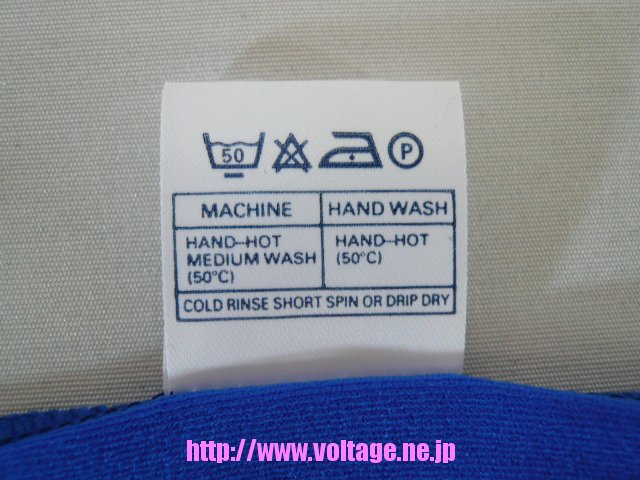 50 P
MACHINE HAND WASH
HAND-HOT HAND-HOT
MEDIUM WASH (50°C)
(50°C)
COLD RINSE SHORT SPIN OR DRIP DRY
http://www.voltage.ne.jp